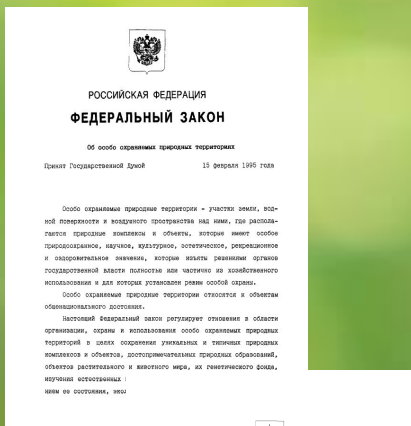 РОССИЙСКАЯ ФЕДЕРАЦИЯ
ФЕДЕРАЛЬНЫЙ ЗАКОН
Об особо охраняемых природных территориях
Принят Государственной Думой 15 февраля 1995 года
Особо охраняемые природные территории - участки земли, вод-
ной поверхности и воздушного пространства над ними, где распола-
гаются природные комплексы и объекты, которые имеют особое
природоохранное, научное, культурное, эстетическое, рекреационное
и оздоровительное значение, которые изъяты решениями органов
государственной власти полностью или частично из хозяйственного
использования и для которых установлен режим особой охраны.
Особо охраняемые природные территории относятся к объектам
общенационального достояния.
Настоящий Федеральный закон регулирует отношения в области
организации, охраны и использования особо охраняемых природных
территорий в целях сохранения уникальных и типичных природных
комплексов и объектов, достопримечательных природных образований,
объектов растительного и животного мира, их генетического фонда,
изучения естественных
нием ее состояния, экол